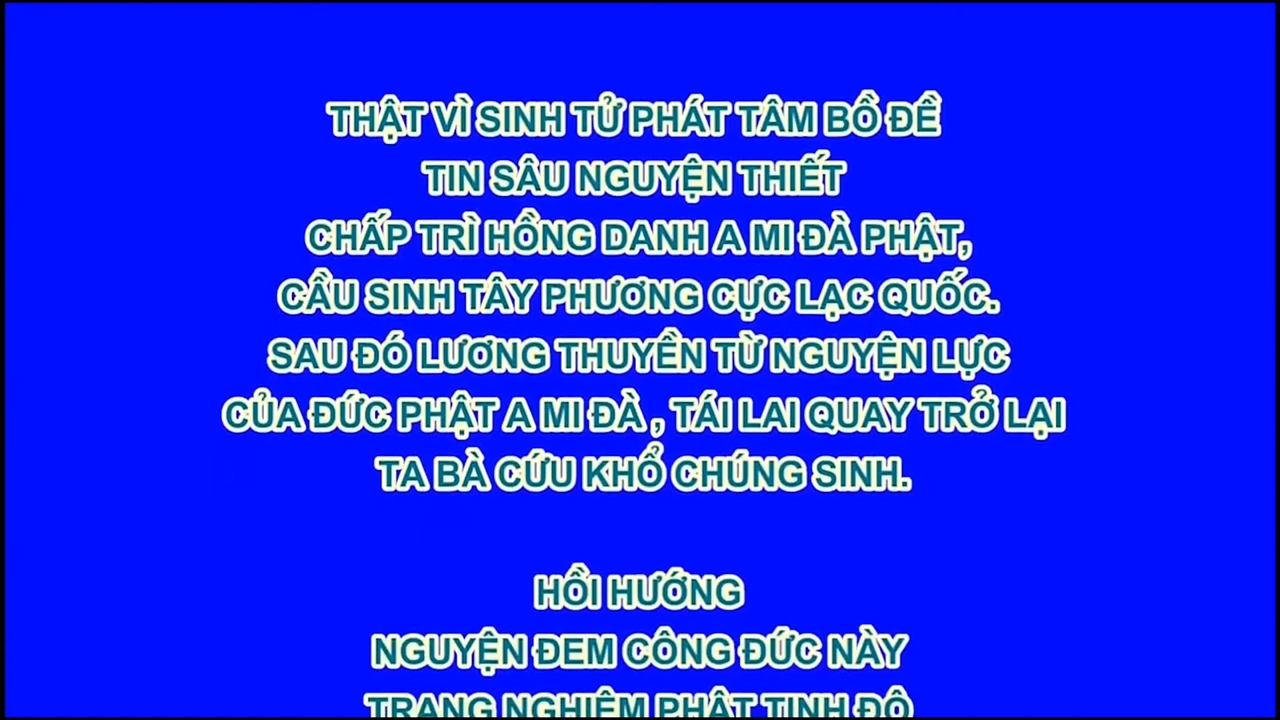 THẬT VÌ SINH TỬ PHÁT TÂM BỒ ĐỀ
TIN SÂU NGUYỆN THIẾT
CHẤP TRÌ HỒNG DANH A MI ĐÀ PHẬT,
CẦU SINH TÂY PHƯƠNG CỰC LẠC QUỐC.
SAU ĐÓ LƯƠNG THUYỀN TỪ NGUYỆN LỰC
CỦA ĐỨC PHẬT A MI ĐÀ , TÁI LAI QUAY TRỞ LẠI
TA BÀ CỨU KHỔ CHÚNG SINH.
HỒI HƯỚNG
NGUYỆN ĐEM CÔNG ĐỨC NÀY
TRANG NGHIÊM PHẬT TỊNH ĐỘ